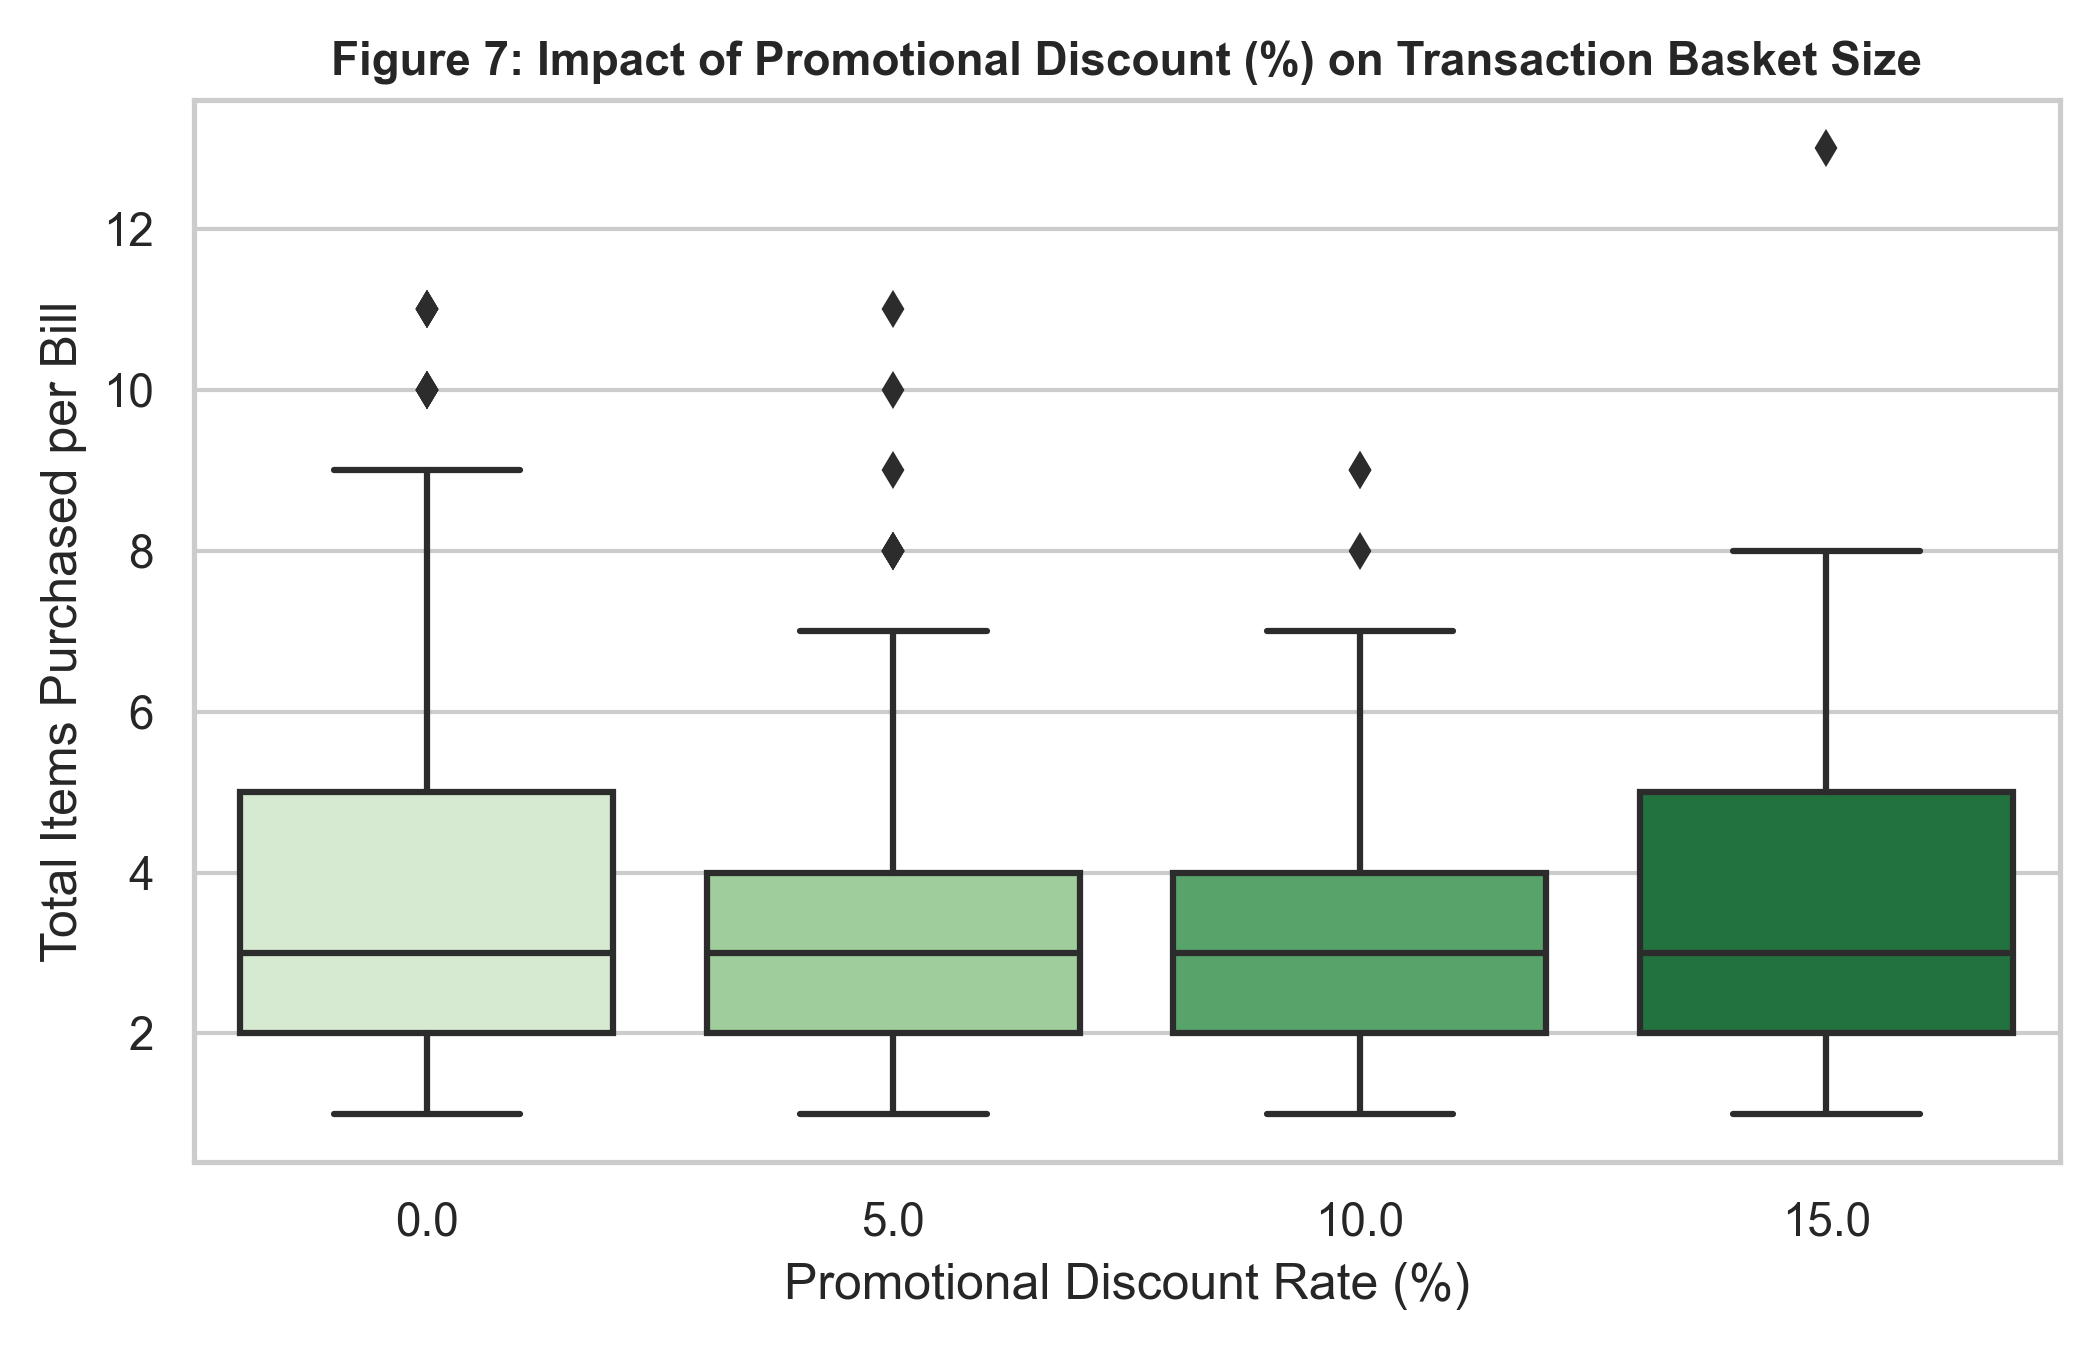 Figure 7: Impact of Promotional Discount (%) on Transaction Basket Size
Total Items Purchased per Bill
12
10
8
6
4
2
0.0 5.0 10.0 15.0
Promotional Discount Rate (%)